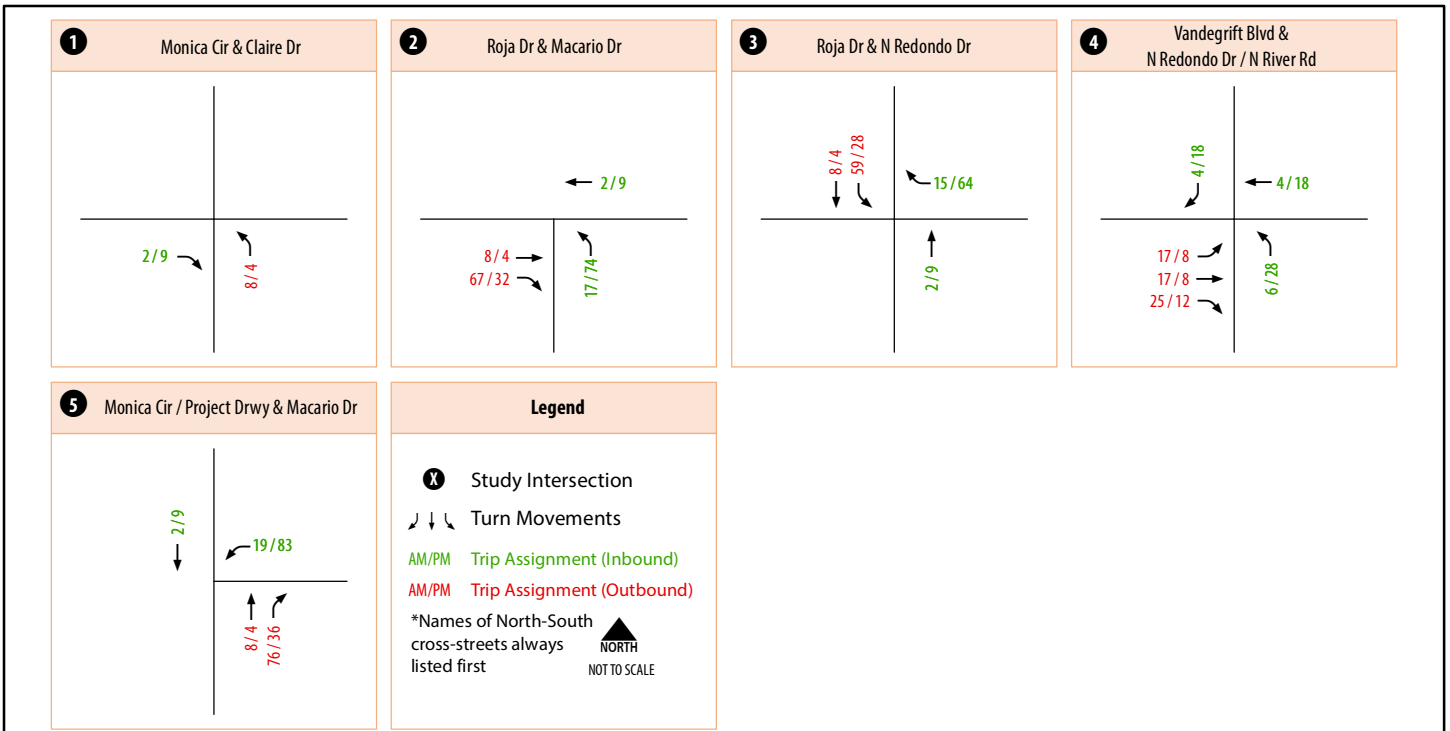 1 Monica Cir & Claire Dr
2/9
8/4
2 Roja Dr & Macario Dr
2/9
8/4
67/32
17/74
3 Roja Dr & N Redondo Dr
8/4
59/28
15/64
2/9
4 Vandegrift Blvd &
N Redondo Dr / N River Rd
4/18
4/18
17/8
17/8
25/12
6/28
5 Monica Cir / Project Drwy & Macario Dr
2/9
19/83
8/4
76/36
Legend
X Study Intersection
Turn Movements
AM/PM Trip Assignment (Inbound)
AM/PM Trip Assignment (Outbound)
*Names of North-South
cross-streets always
listed first
NORTH
NOT TO SCALE